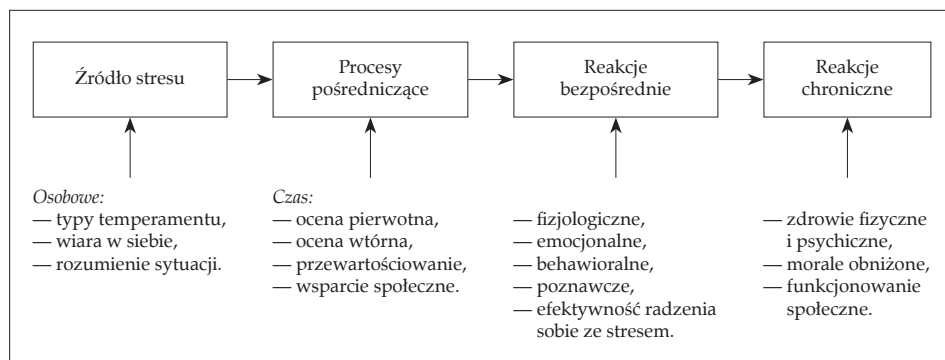 Źródło stresu
Procesy
pośredniczące
Reakcje
bezpośrednie
Reakcje
chroniczne
Osobowe:
— typy temperamentu,
— wiara w siebie,
— rozumienie sytuacji.
Czas:
— ocena pierwotna,
— ocena wtórna,
— przewartościowanie,
— wsparcie społeczne.
— fizjologiczne,
— emocjonalne,
— behawioralne,
— poznawcze,
— efektywność radzenia
sobie ze stresem.
— zdrowie fizyczne
i psychiczne,
— morale obniżone,
— funkcjonowanie
społeczne.